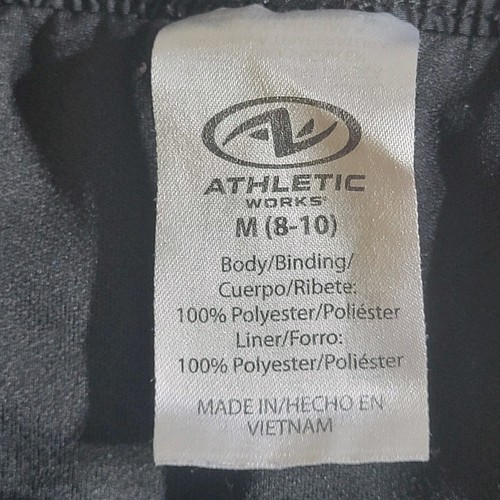 ATHLETIC
WORKS
M (8-10)
Body/Binding/
Cuerpo/Ribete:
100% Polyester/Poliéster
Liner/Forro:
100% Polyester/Poliéster
MADE IN/HECHO EN
VIETNAM